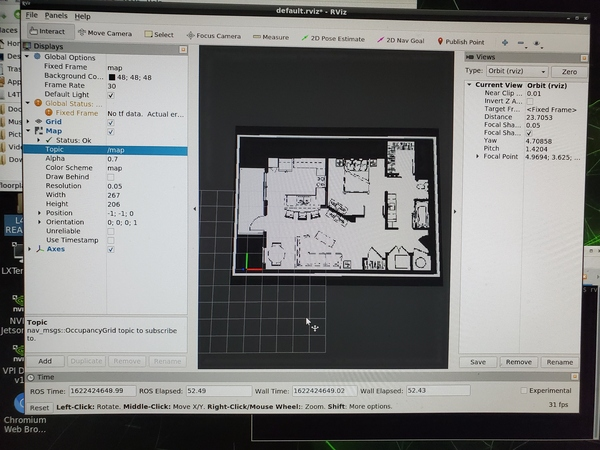 default.rviz* - RViz
File Panels Help
Interact Move Camera Select Focus Camera Measure 2D Pose Estimate 2D Nav Goal Publish Point
Displays
Global Options
Fixed Frame map
Background Co... 48; 48; 48
Frame Rate 30
Default Light
Global Status: ...
Fixed Frame No tf data. Actual er...
Grid
Map
Status: Ok
Topic /map
Alpha 0.7
Color Scheme map
Draw Behind
Resolution 0.05
Width 267
Height 206
Position -1; -1; 0
Orientation 0; 0; 0; 1
Unreliable
Use Timestamp
Axes
Topic
nav_msgs::OccupancyGrid topic to subscribe
to.
Add Duplicate Remove Rename
Views
Type: Orbit (rviz) Zero
Current View Orbit (rviz)
Near Clip ... 0.01
Invert Z A...
Target Fr... <Fixed Frame>
Distance 23.7053
Focal Sha... 0.05
Focal Sha...
Yaw 4.70858
Pitch 1.4204
Focal Point 4.9694; 3.625; ...
Save Remove Rename
Time
ROS Time: 1622424648.99 ROS Elapsed: 52.49 Wall Time: 1622424649.02 Wall Elapsed: 52.43 Experimental
Reset Left-Click: Rotate. Middle-Click: Move X/Y. Right-Click/Mouse Wheel:: Zoom. Shift: More options. 31 fps
Chromium
Web Bro...